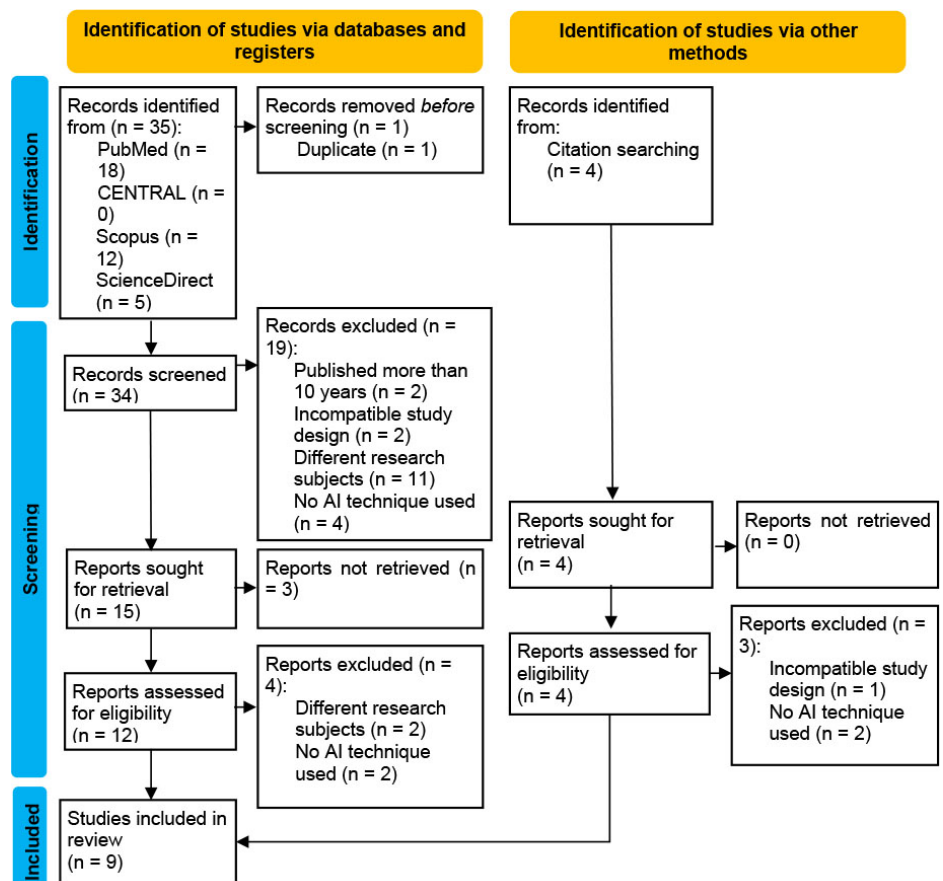 Identification of studies via databases and
registers
Identification of studies via other
methods
Identification
Records identified
from (n = 35):
PubMed (n =
18)
CENTRAL (n =
0)
Scopus (n =
12)
ScienceDirect
(n = 5)
Records removed before
screening (n = 1)
Duplicate (n = 1)
Records identified
from:
Citation searching
(n = 4)
Screening
Records screened
(n = 34)
Records excluded (n =
19):
Published more than
10 years (n = 2)
Incompatible study
design (n = 2)
Different research
subjects (n = 11)
No AI technique used
(n = 4)
Reports sought
for retrieval
(n = 15)
Reports not retrieved (n
= 3)
Reports sought for
retrieval
(n = 4)
Reports not retrieved
(n = 0)
Reports assessed
for eligibility
(n = 12)
Reports excluded (n =
4):
Different research
subjects (n = 2)
No AI technique
used (n = 2)
Reports assessed for
eligibility
(n = 4)
Reports excluded (n =
3):
Incompatible study
design (n = 1)
No AI technique
used (n = 2)
Included
Studies included in
review
(n = 9)